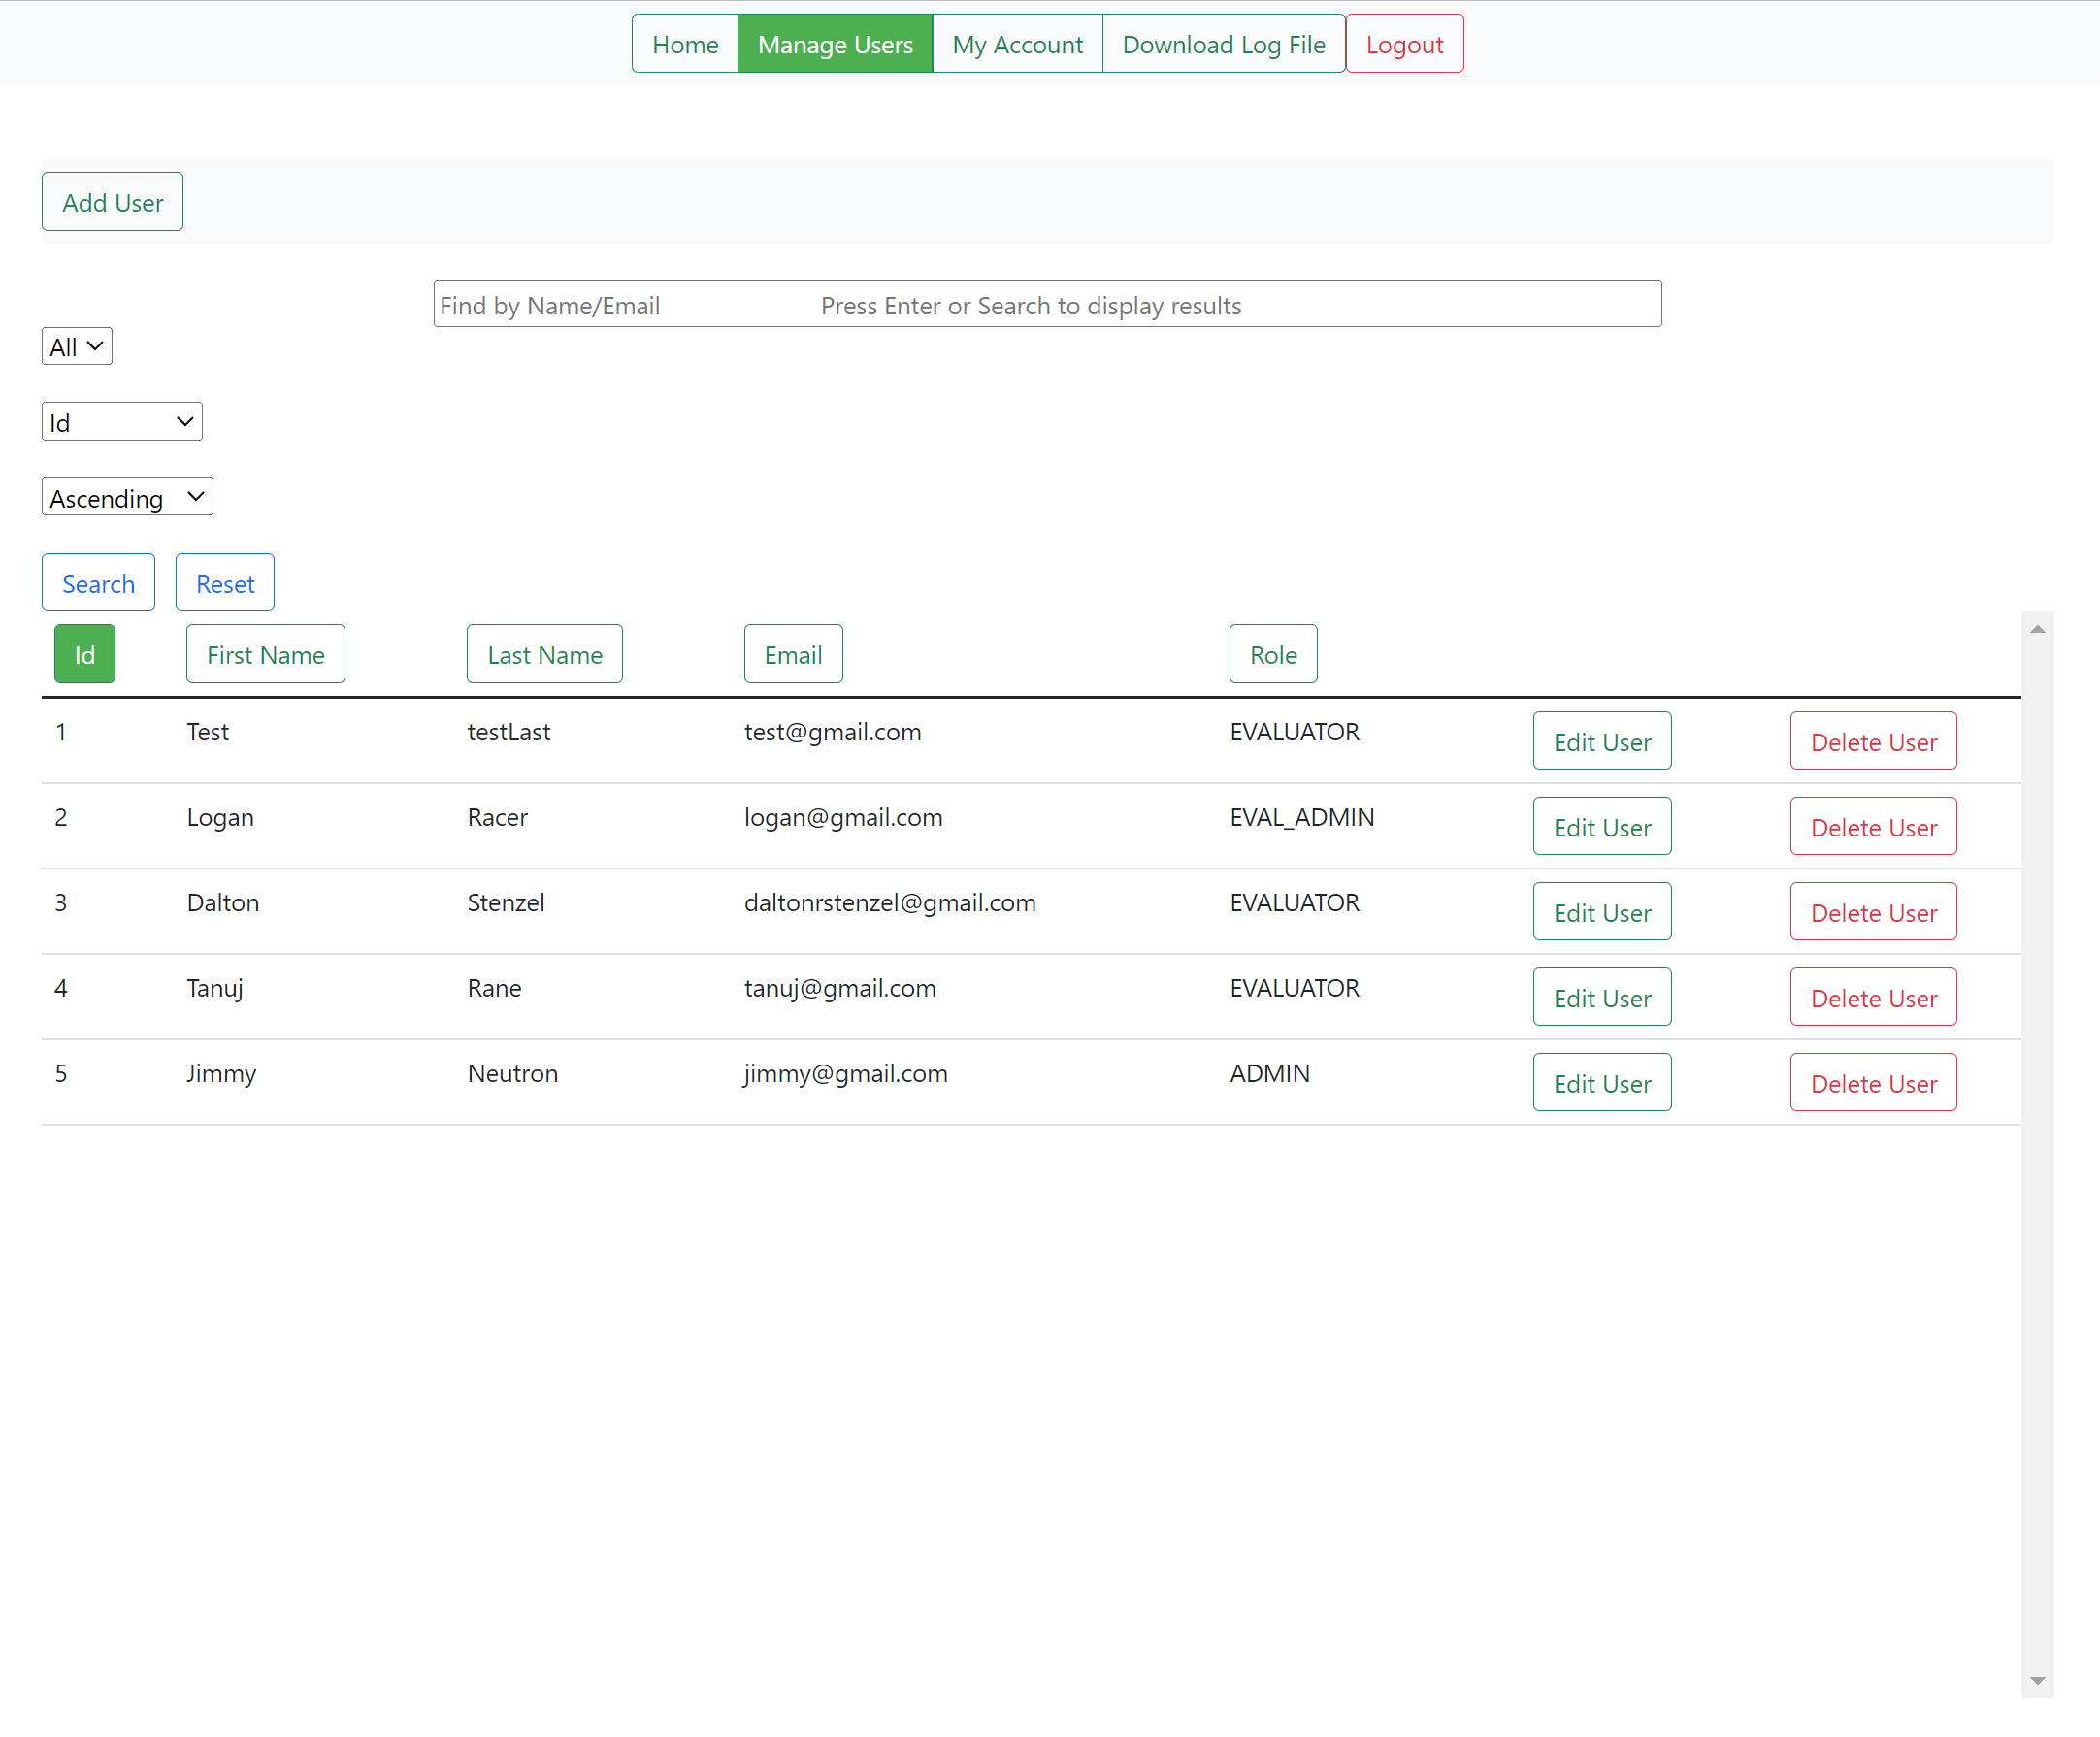 Home Manage Users My Account Download Log File Logout
Add User
Find by Name/Email Press Enter or Search to display results
All
Id
Ascending
Search Reset
Id First Name Last Name Email Role
1 Test testLast test@gmail.com EVALUATOR Edit User Delete User
2 Logan Racer logan@gmail.com EVAL_ADMIN Edit User Delete User
3 Dalton Stenzel daltonrstenzel@gmail.com EVALUATOR Edit User Delete User
4 Tanuj Rane tanuj@gmail.com EVALUATOR Edit User Delete User
5 Jimmy Neutron jimmy@gmail.com ADMIN Edit User Delete User